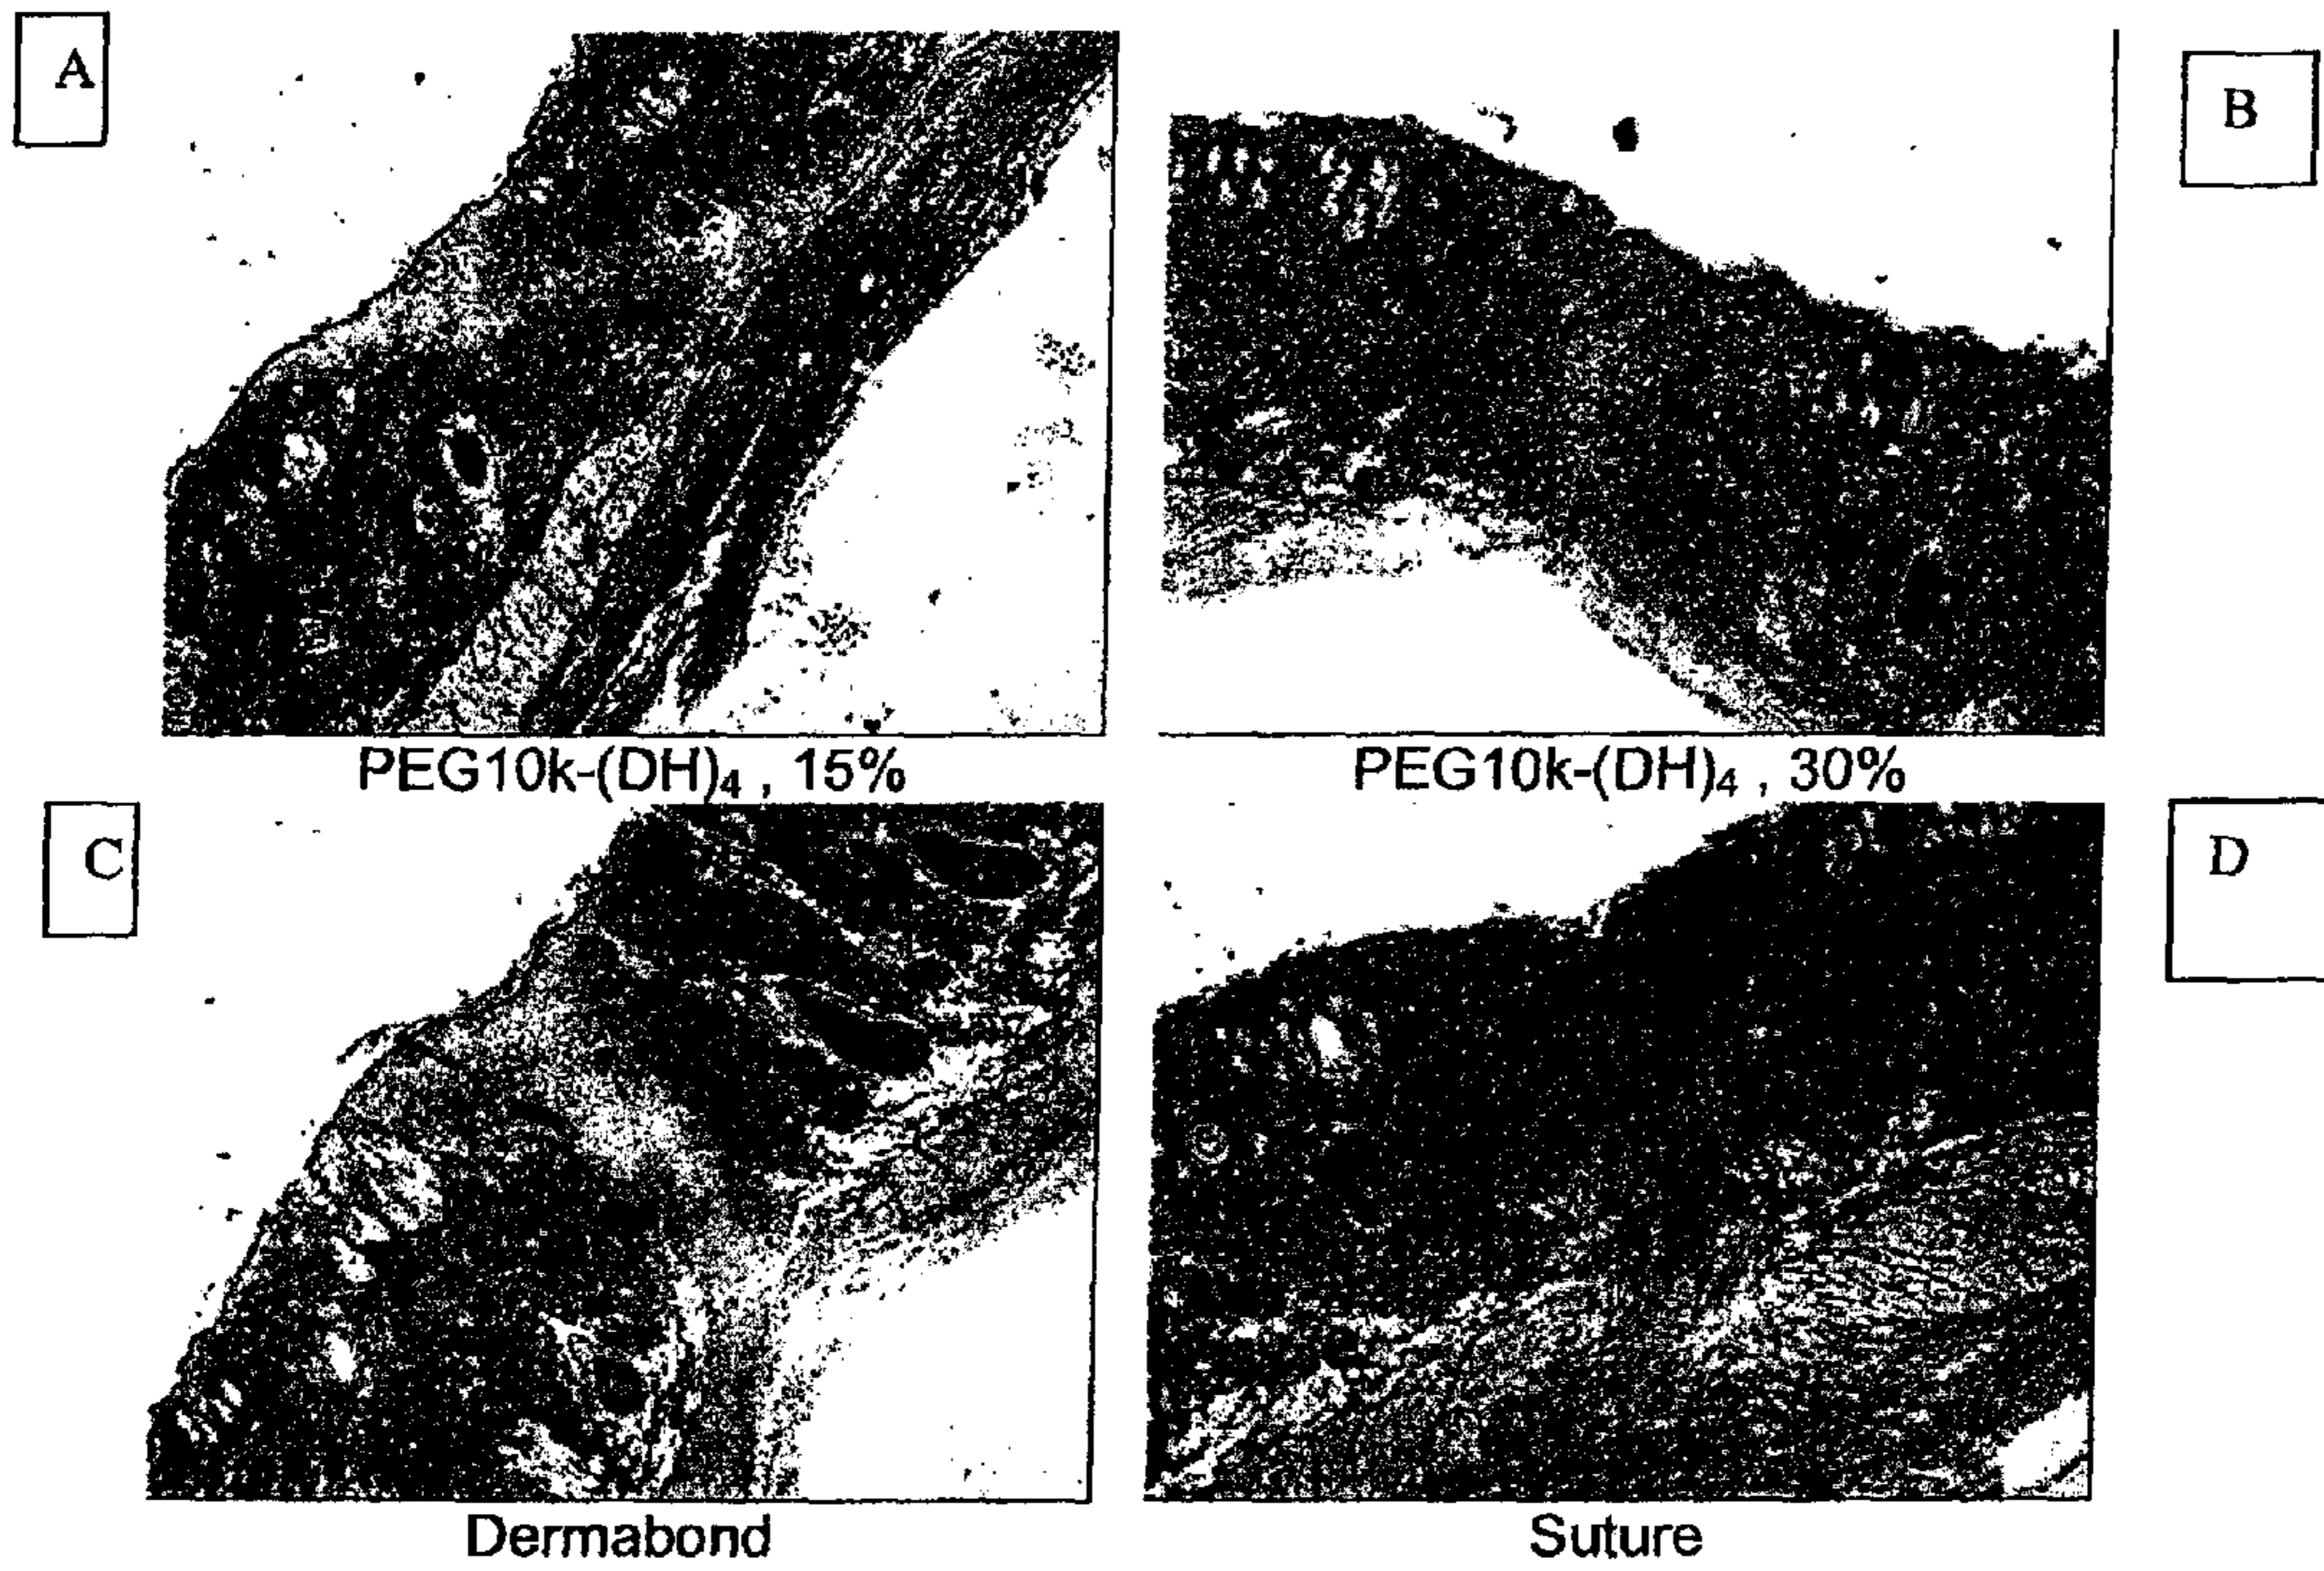 A
B
PEG10k-(DH)₄ , 15%
PEG10k-(DH)₄ , 30%
C
D
Dermabond
Suture